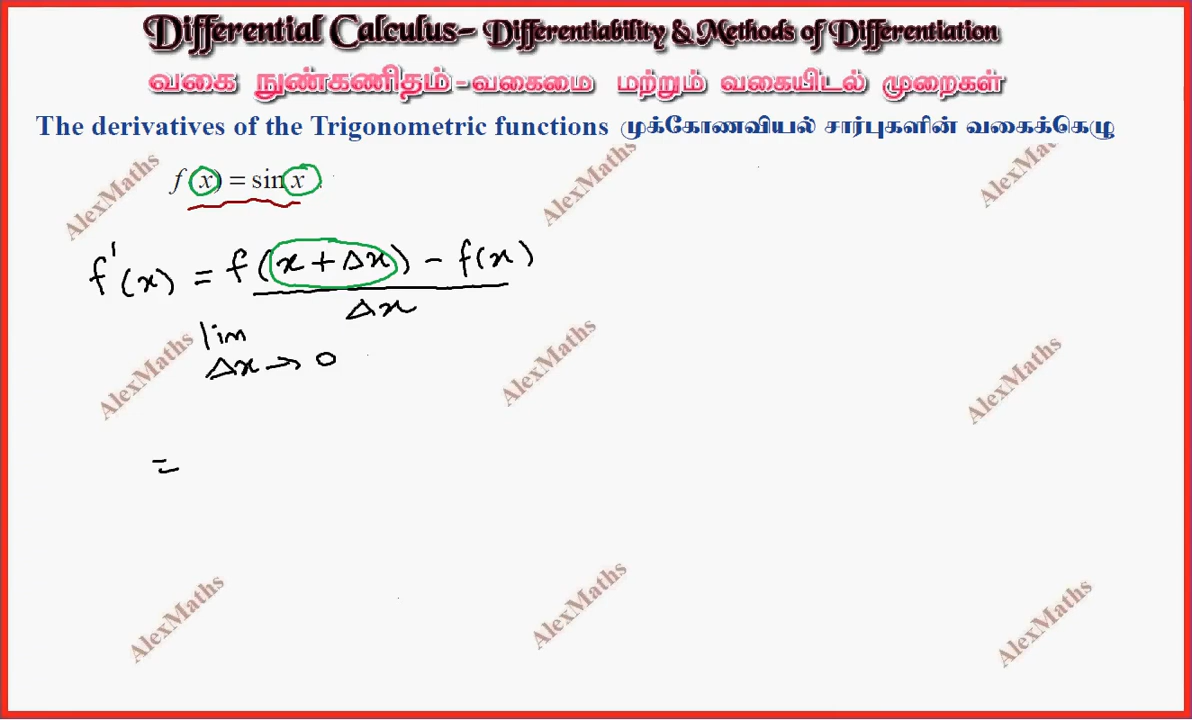 Differential Calculus– Differentiability & Methods of Differentiation
வகை நுண்கணிதம் – வகைமை மற்றும் வகையிடல் முறைகள்
The derivatives of the Trigonometric functions முக்கோணவியல் சார்புகளின் வகைக்கெழு
f(x) = sin x .
f'(x) = f(x + Δx) – f(x)
Δx
lim
Δx → 0
=
AlexMaths
AlexMaths
AlexMaths
AlexMaths
AlexMaths
AlexMaths
AlexMaths
AlexMaths
AlexMaths